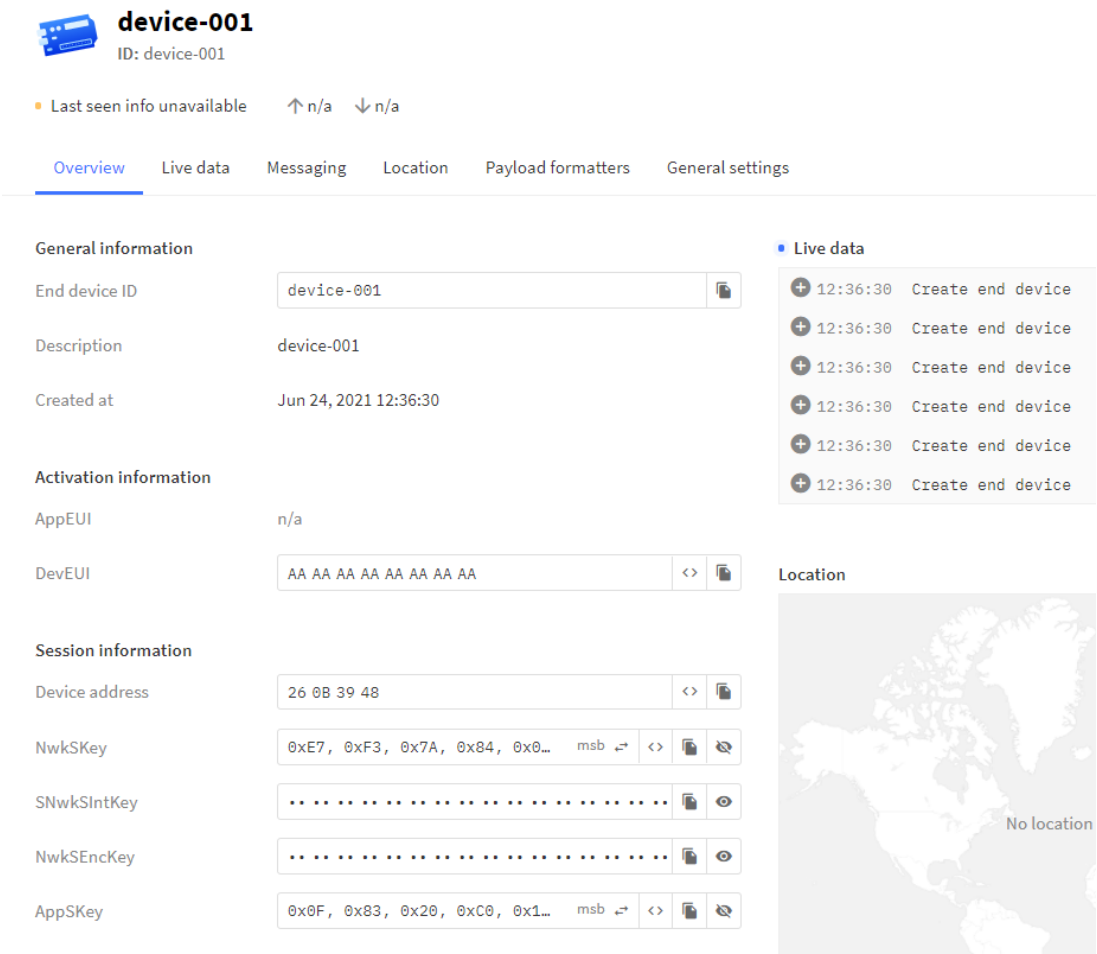 device-001
ID: device-001
Last seen info unavailable n/a n/a
Overview Live data Messaging Location Payload formatters General settings
General information
End device ID device-001
Description device-001
Created at Jun 24, 2021 12:36:30
Activation information
AppEUI n/a
DevEUI AA AA AA AA AA AA AA AA
Session information
Device address 26 0B 39 48
NwkSKey 0xE7, 0xF3, 0x7A, 0x84, 0x0… msb
SNwkSIntKey
NwkSEncKey
AppSKey 0x0F, 0x83, 0x20, 0xC0, 0x1… msb
Live data
12:36:30 Create end device
12:36:30 Create end device
12:36:30 Create end device
12:36:30 Create end device
12:36:30 Create end device
12:36:30 Create end device
Location
No location